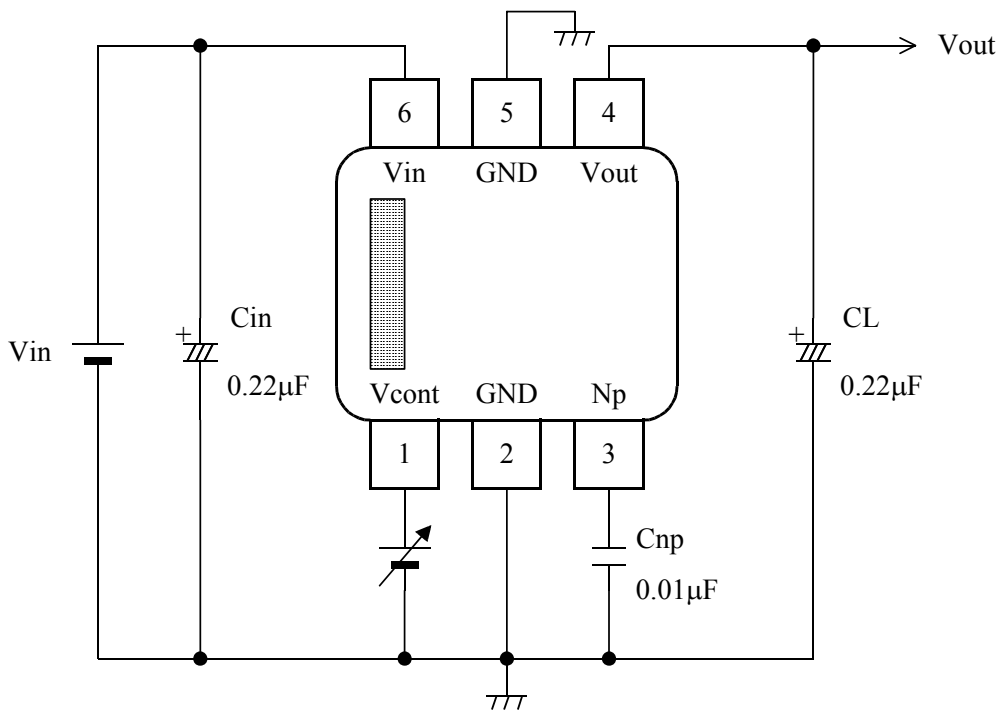 Vout
6
5
4
Vin
GND
Vout
+
Cin
0.22μF
Vin
+
CL
0.22μF
Vcont
GND
Np
1
2
3
Cnp
0.01μF